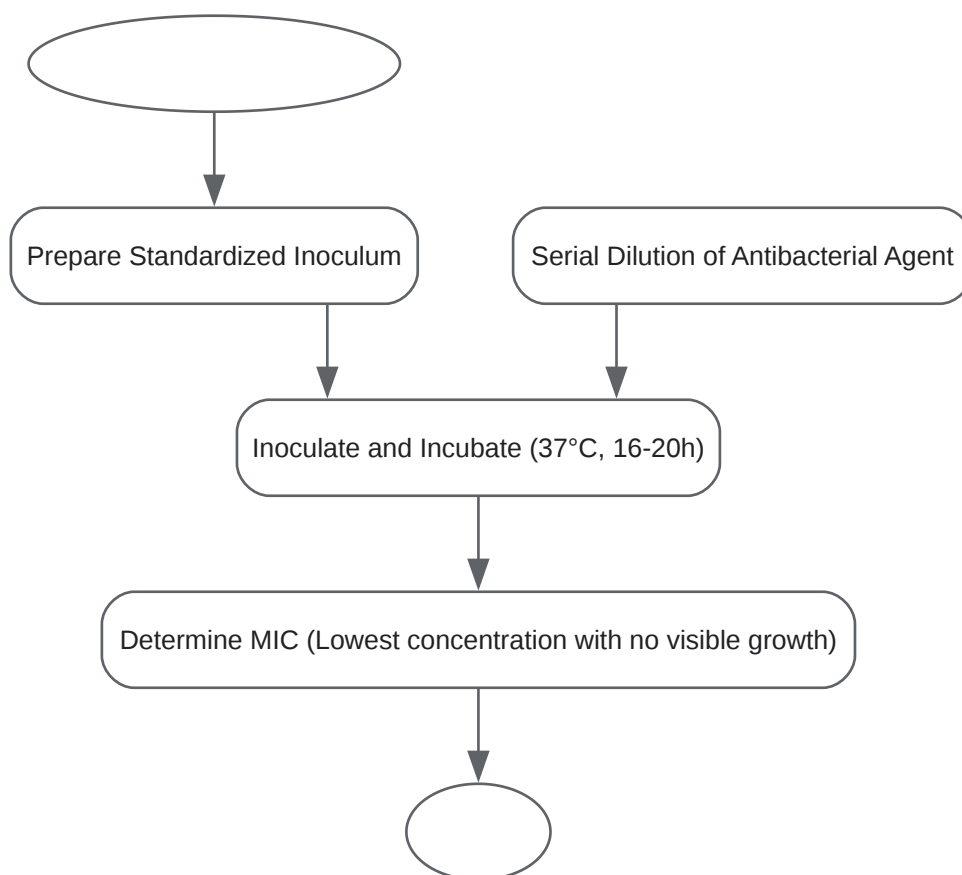 Prepare Standardized Inoculum
Serial Dilution of Antibacterial Agent
Inoculate and Incubate (37°C, 16-20h)
Determine MIC (Lowest concentration with no visible growth)